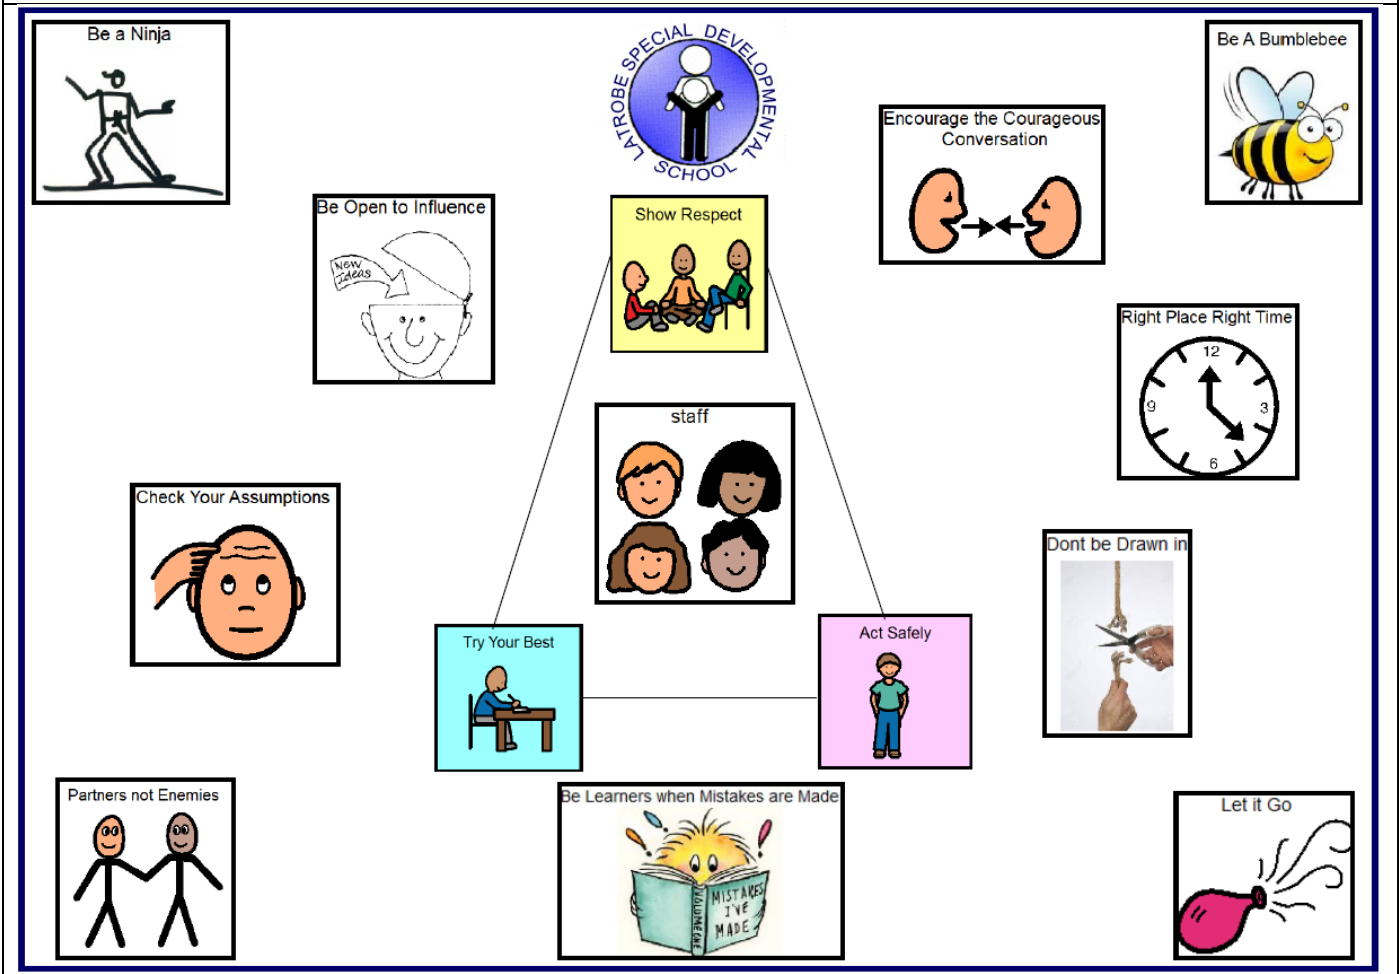 Be a Ninja
LATROBE SPECIAL DEVELOPMENTAL
SCHOOL
Be A Bumblebee
Encourage the Courageous
Conversation
Be Open to Influence
New
Ideas
Show Respect
Right Place Right Time
12
9
3
6
staff
Check Your Assumptions
Dont be Drawn in
Try Your Best
Act Safely
Partners not Enemies
Be Learners when Mistakes are Made
VOLUME ONE
MISTAKES
I'VE
MADE
Let it Go